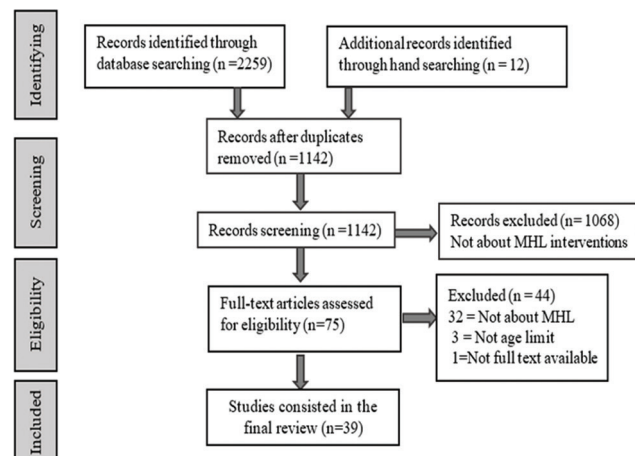 Identifying
Records identified through
database searching (n =2259)
Additional records identified
through hand searching (n = 12)
Screening
Records after duplicates
removed (n =1142)
Records screening (n =1142)
Records excluded (n= 1068)
Not about MHL interventions
Eligibility
Full-text articles assessed
for eligibility (n=75)
Excluded (n = 44)
32 = Not about MHL
3 = Not age limit
1=Not full text available
Included
Studies consisted in the
final review (n=39)